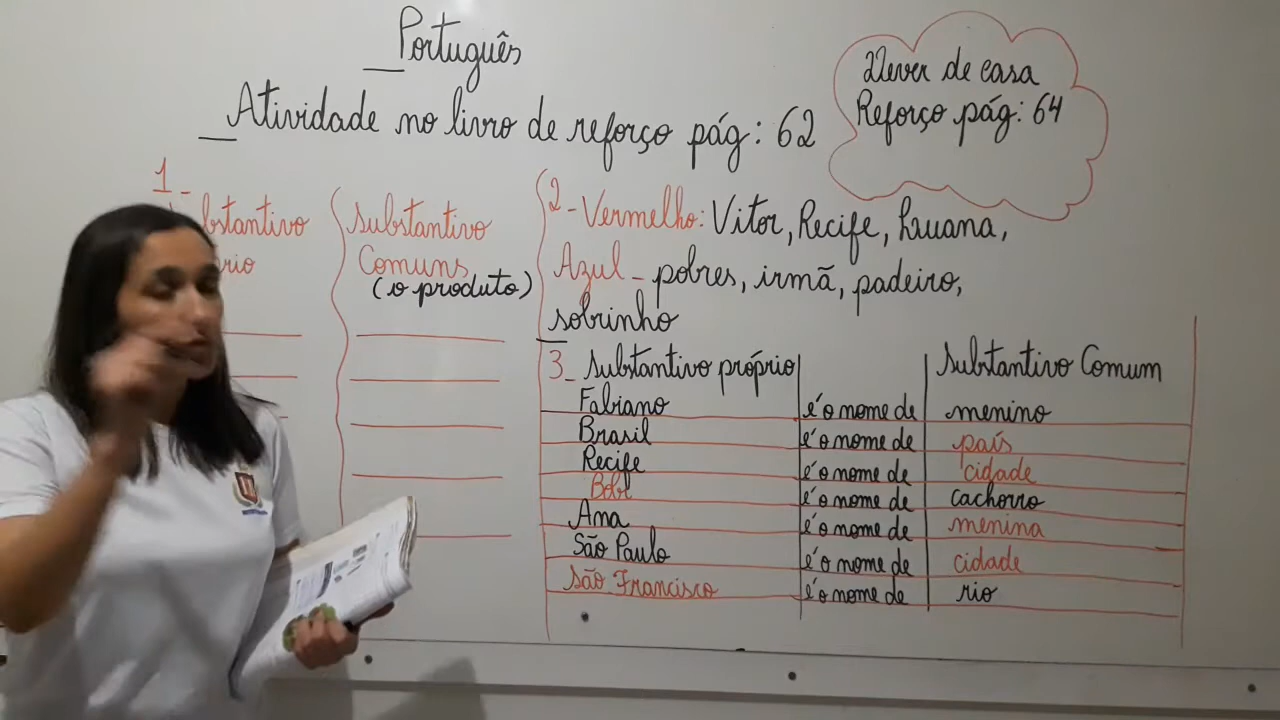 Português
Atividade no livro de reforço pág: 62
Dever de casa
Reforço pág: 64
1-
Substantivo
Substantivo
Comuns
(o produto)
2-Vermelho: Vitor, Recife, Luana,
Azul - pobres, irmã, padeiro,
sobrinho
3- Substantivo próprio Substantivo Comum
Fabiano é o nome de menino
Brasil é o nome de país
Recife é o nome de cidade
é o nome de cachorro
Ana é o nome de menina
São Paulo é o nome de cidade
São Francisco é o nome de rio